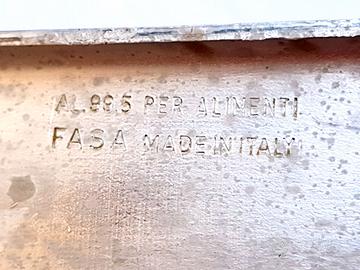 AL.99.5 PER ALIMENTI
FASA MADE IN ITALY